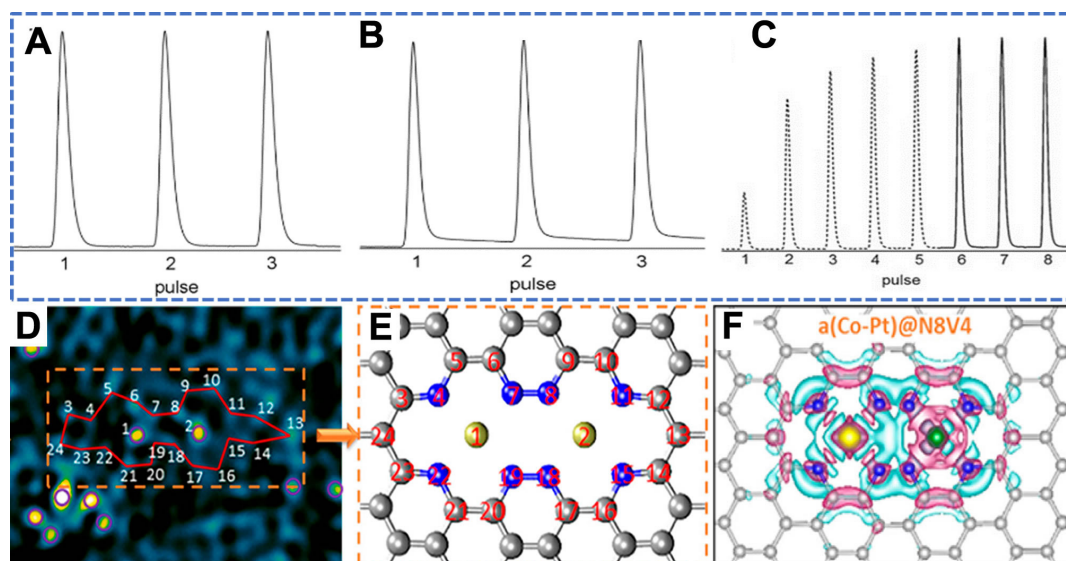 A
1 2 3
pulse
B
1 2 3
pulse
C
1 2 3 4 5 6 7 8
pulse
D
5 6 9 10
3 4 7 8 11 12
1 2 13
24 23 22 19 18 15 14
21 20 17 16
E
5 6 9 10
3 4 7 8 11 12
24 1 2 13
23 22 19 18 15 14
21 20 17 16
F
a(Co-Pt)@N8V4